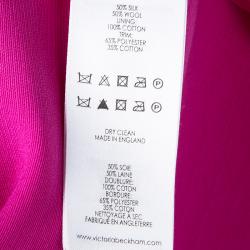 50% SILK
50% WOOL
LINING:
100% COTTON
TRIM:
65% POLYESTER
35% COTTON
P
P
DRY CLEAN
MADE IN ENGLAND
50% SOIE
50% LAINE
DOUBLURE:
100% COTON
BORDURE:
65% POLYESTER
35% COTON
NETTOYAGE A SEC
FABRIQUÉ EN ANGLETERRE
www.victoriabeckham.com